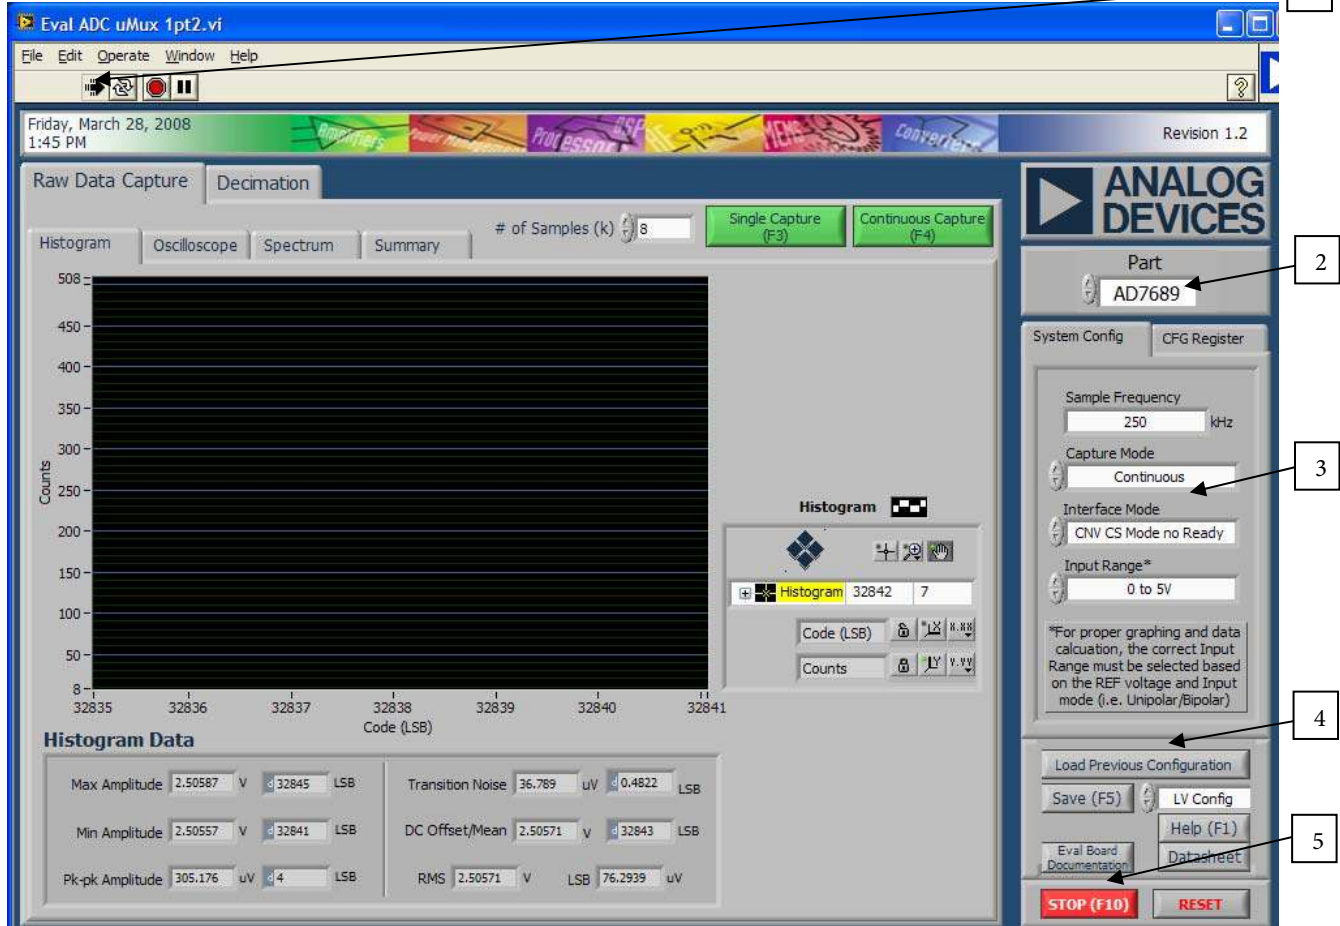 Eval ADC uMux 1pt2.vi
File Edit Operate Window Help
Friday, March 28, 2008
1:45 PM
Amplifiers Power Management Processor DSP MEMS Converters
Revision 1.2
Raw Data Capture Decimation
ANALOG
DEVICES
# of Samples (k) 8
Single Capture
(F3)
Continuous Capture
(F4)
Histogram Oscilloscope Spectrum Summary
Part
AD7689
2
System Config CFG Register
Sample Frequency
250 kHz
Capture Mode
Continuous
3
Interface Mode
CNV CS Mode no Ready
Input Range*
0 to 5V
*For proper graphing and data
calcuation, the correct Input
Range must be selected based
on the REF voltage and Input
mode (i.e. Unipolar/Bipolar)
4
Load Previous Configuration
Save (F5) LV Config
Help (F1)
5
Eval Board
Documentation
Datasheet
STOP (F10) RESET
Counts
508
450
400
350
300
250
200
150
100
50
8
32835 32836 32837 32838 32839 32840 32841
Code (LSB)
Histogram
Histogram 32842 7
Code (LSB) X.XX
Counts Y.YY
Histogram Data
Max Amplitude 2.50587 V d 32845 LSB
Min Amplitude 2.50557 V d 32841 LSB
Pk-pk Amplitude 305.176 uV d 4 LSB
Transition Noise 36.789 uV d 0.4822 LSB
DC Offset/Mean 2.50571 V d 32843 LSB
RMS 2.50571 V LSB 76.2939 uV